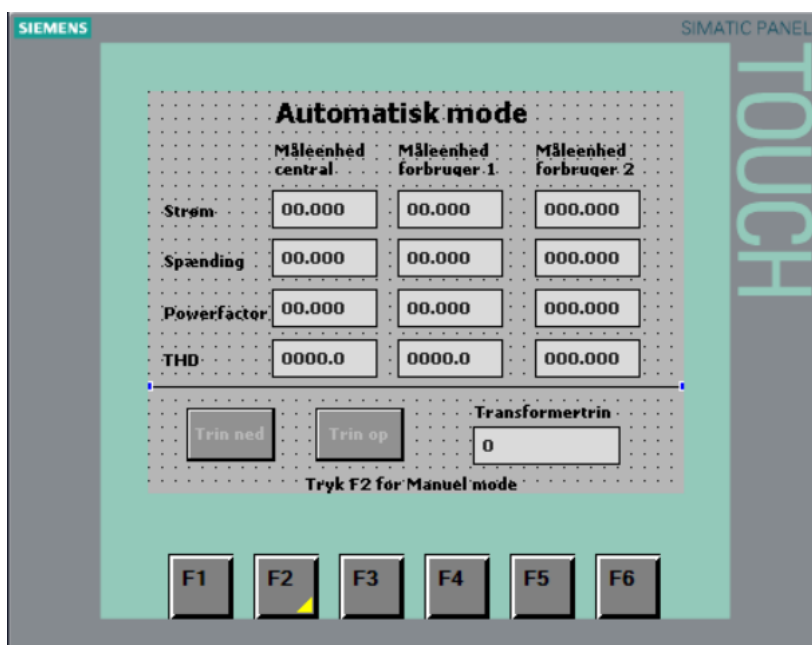 SIEMENS
SIMATIC PANEL
TOUCH
Automatisk mode
Måleenhed central
Måleenhed forbruger 1
Måleenhed forbruger 2
Strøm 00.000 00.000 000.000
Spænding 00.000 00.000 000.000
Powerfactor 00.000 00.000 000.000
THD 0000.0 0000.0 000.000
Trin ned Trin op
Transformertrin
0
Tryk F2 for Manuel mode
F1 F2 F3 F4 F5 F6